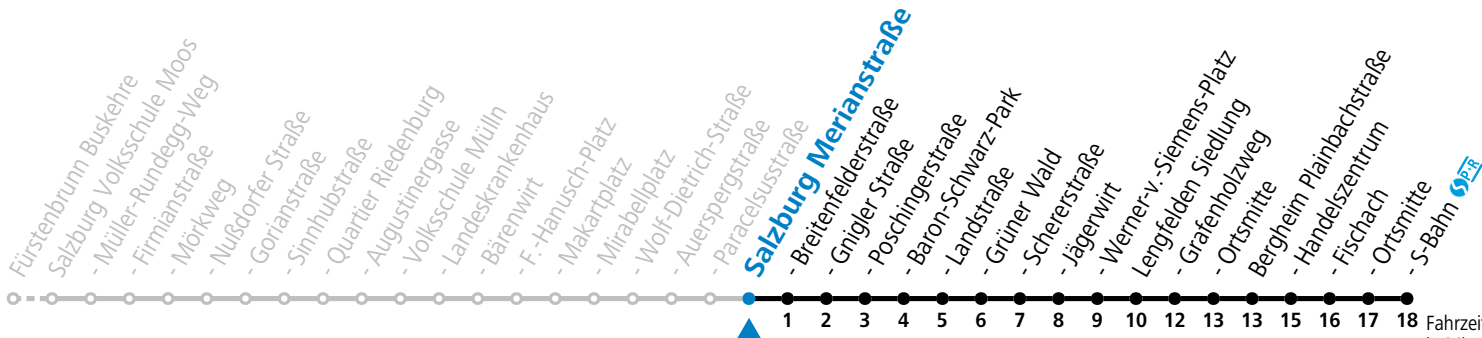 Fürstenbrunn Buskehre
Salzburg Volksschule Moos
- Müller-Rundegg-Weg
- Firmianstraße
- Mörkweg
- Nußdorfer Straße
- Gorianstraße
- Sinnhubstraße
- Quartier Riedenburg
- Augustinergasse
- Volksschule Mülln
- Landeskrankenhaus
- Bärenwirt
- F.-Hanusch-Platz
- Makartplatz
- Mirabellplatz
- Wolf-Dietrich-Straße
- Auerspergstraße
- Paracelsusstraße
Salzburg Merianstraße
- Breitenfelderstraße
- Gnigler Straße
- Poschingerstraße
- Baron-Schwarz-Park
- Landstraße
- Grüner Wald
- Schererstraße
- Jägerwirt
- Werner-v.-Siemens-Platz
Lengfelden Siedlung
- Grafenholzweg
- Ortsmitte
Bergheim Plainbachstraße
- Handelszentrum
- Fischach
- Ortsmitte
- S-Bahn S P+R
1 2 3 4 5 6 7 8 9 10 12 13 13 15 16 17 18 Fahrzeit